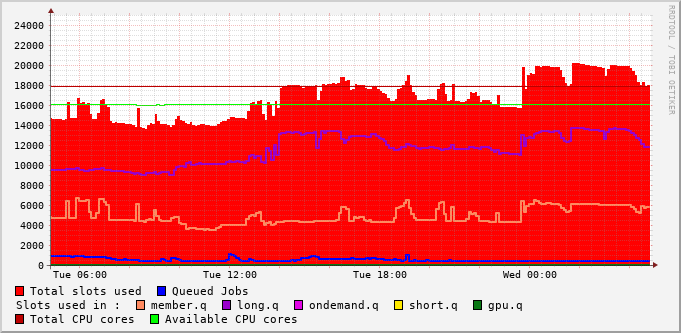 24000
22000
20000
18000
16000
14000
12000
10000
8000
6000
4000
2000
0
Tue 06:00 Tue 12:00 Tue 18:00 Wed 00:00
Total slots used Queued Jobs
Slots used in : member.q long.q ondemand.q short.q gpu.q
Total CPU cores Available CPU cores
RRDTOOL / TOBI OETIKER